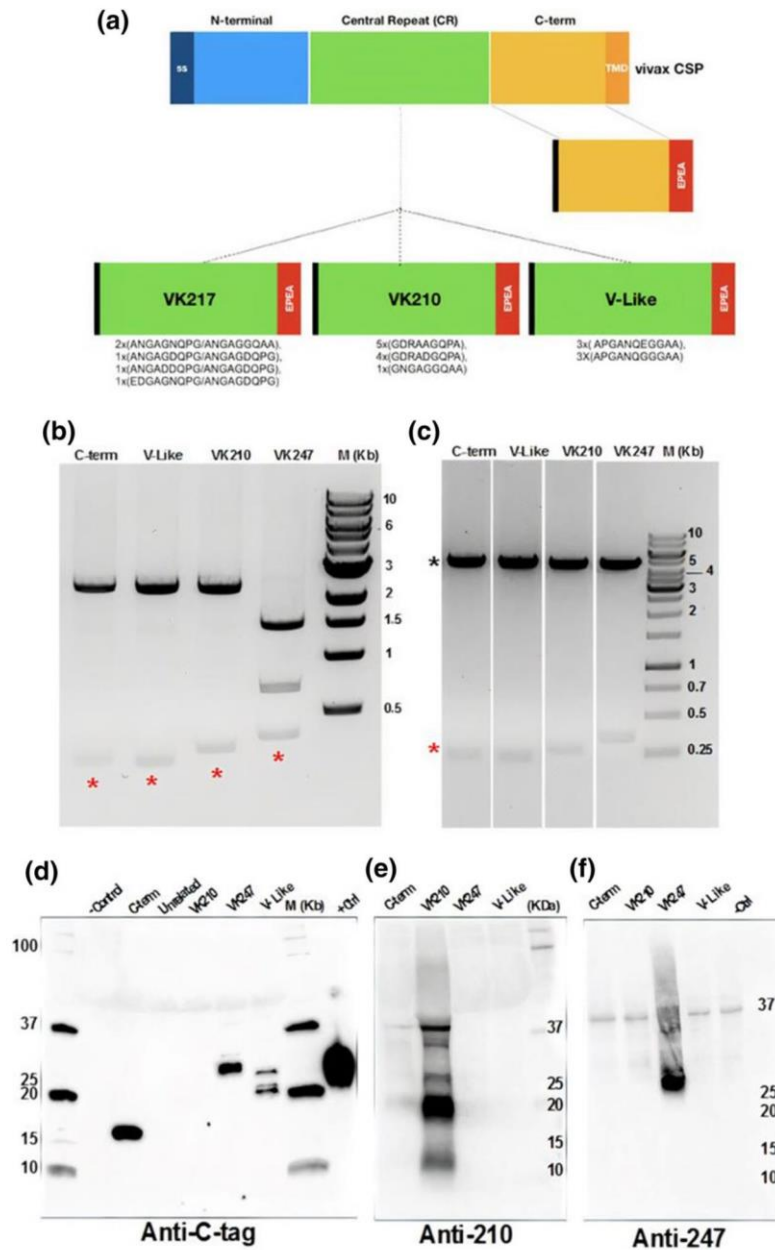 (a)
N-terminal Central Repeat (CR) C-term
ss TMD vivax CSP
EPEA
VK217 EPEA VK210 EPEA V-Like EPEA
2x(ANGAGNQPG/ANGAGGQAA), 5x(GDRAAGQPA), 3x( APGANQEGGAA),
1x(ANGAGDQPG/ANGAGDQPG), 4x(GDRADGQPA), 3X(APGANQGGGAA)
1x(ANGADDQPG/ANGAGDQPG), 1x(GNGAGGQAA)
1x(EDGAGNQPG/ANGAGDQPG)
(b)
C-term V-Like VK210 VK247 M (Kb)
10
6
3
2
1.5
1
0.5
* * * *
(c)
C-term V-Like VK210 VK247 M (Kb)
10
* 5
4
3
2
1
0.7
0.5
* 0.25
(d)
-Control C-term Unrelated VK210 VK247 V-Like M (Kb) +Ctrl
100
37
25
20
15
10
Anti-C-tag
(e)
C-term VK210 VK247 V-Like (KDa)
37
25
20
15
10
Anti-210
(f)
C-term VK210 VK247 V-Like -Ctrl
37
25
20
15
10
Anti-247